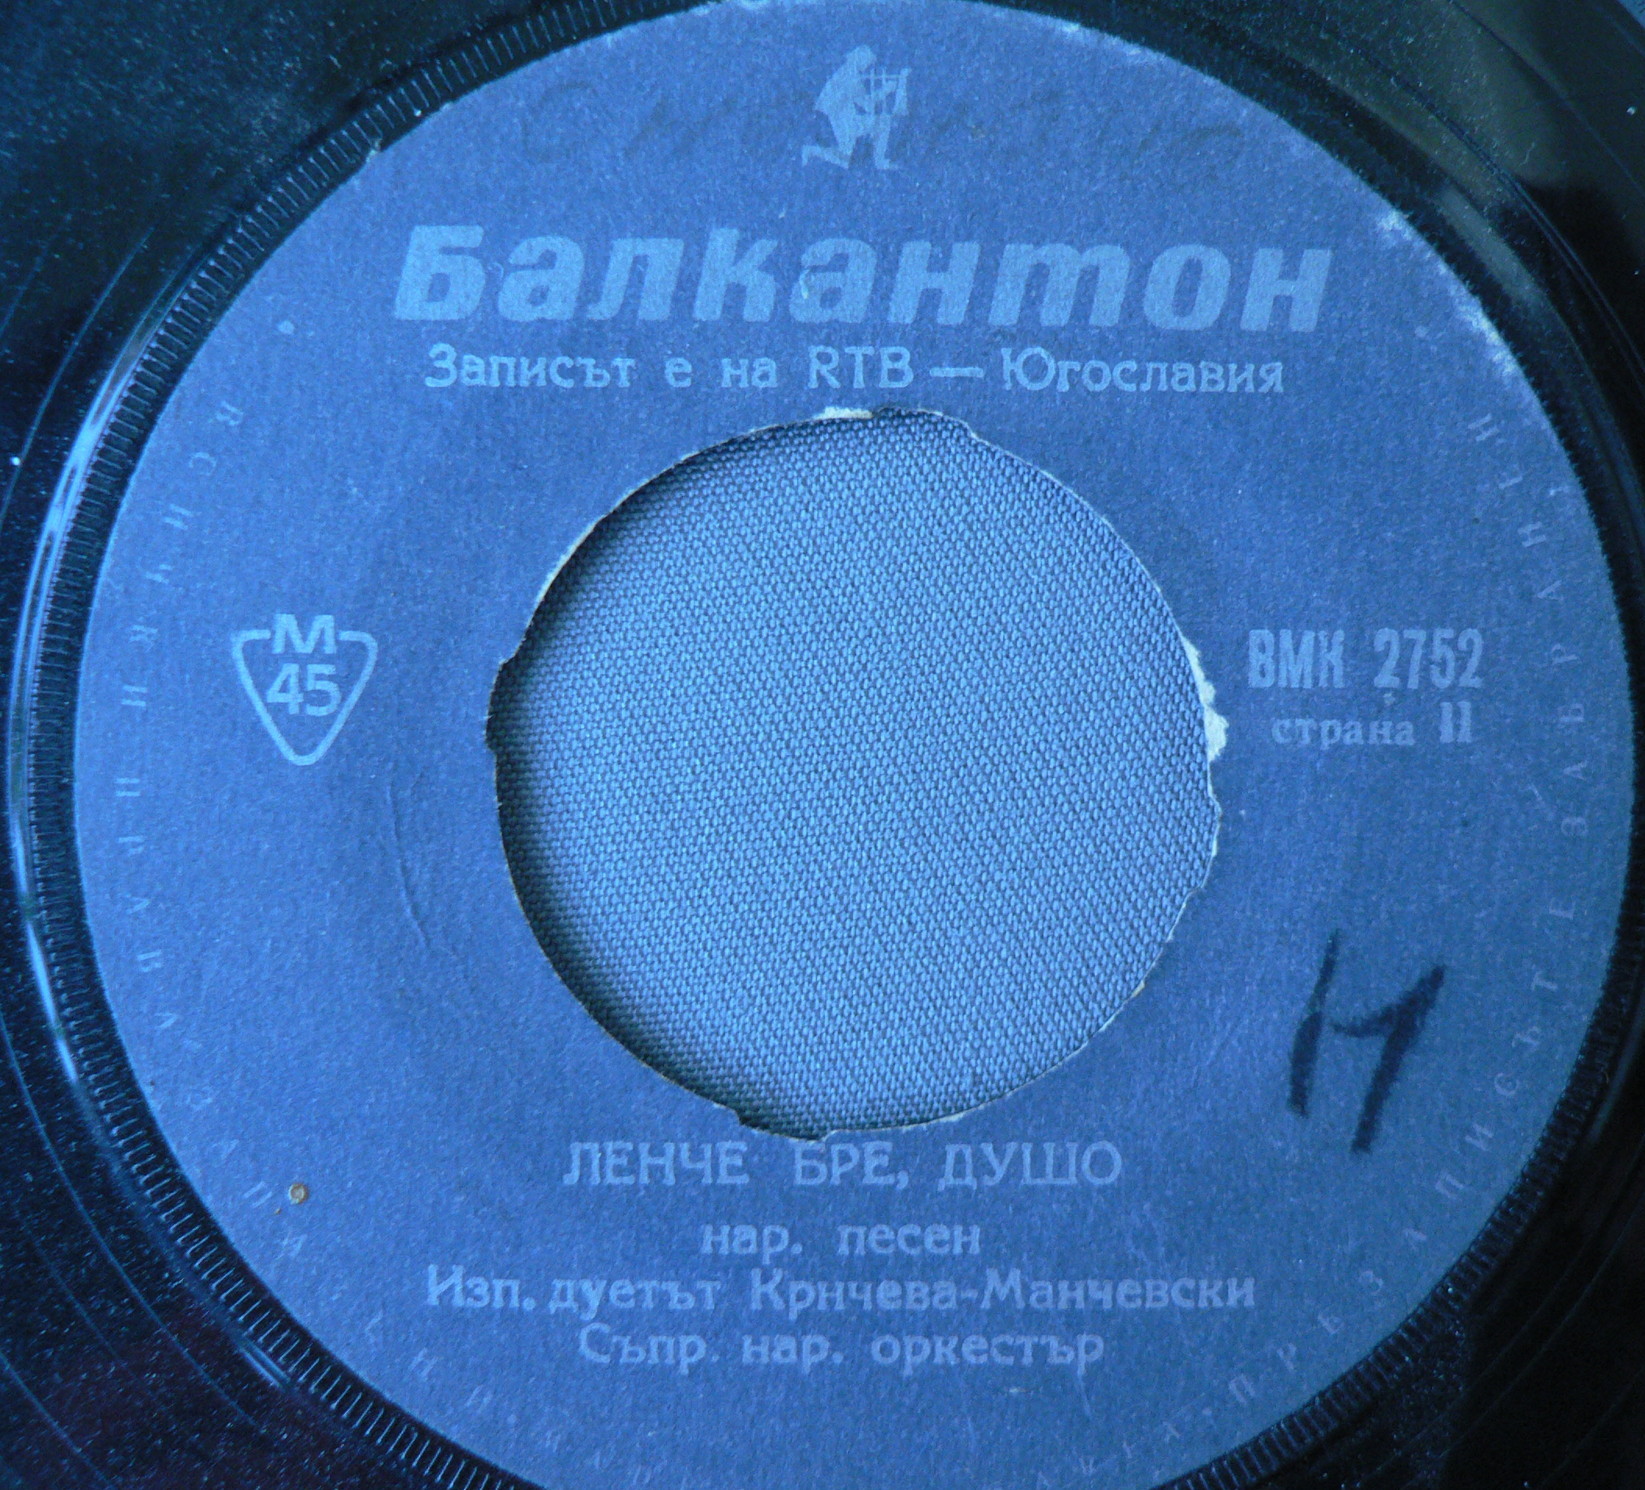 Балкантон
Записът е на RTB — Югославия
М
45
ВМК 2752
страна II
ЛЕНЧЕ БРЕ, ДУШО
нар. песен
Изп. дуетът Крнчева-Манчевски
Съпр. нар. оркестър